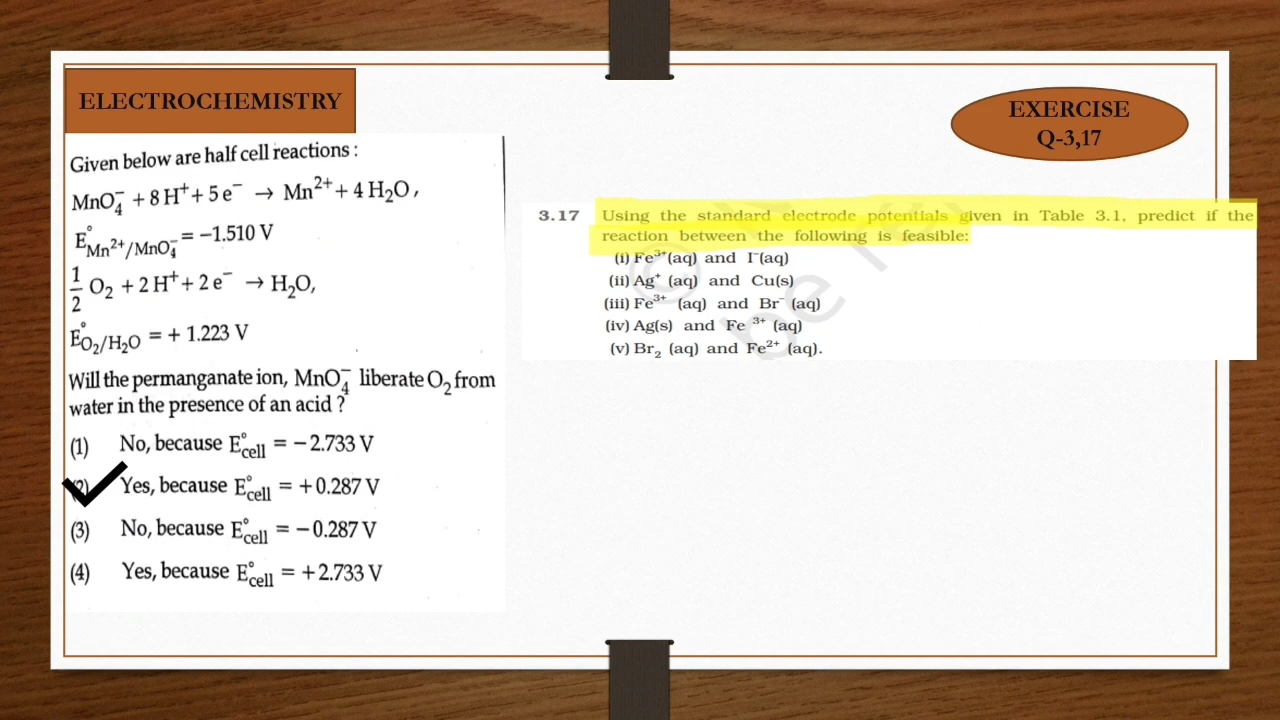 ELECTROCHEMISTRY
EXERCISE
Q-3,17
Given below are half cell reactions :
MnO₄⁻ + 8 H⁺ + 5 e⁻ → Mn²⁺ + 4 H₂O ,
E°Mn²⁺/MnO₄⁻ = −1.510 V
1/2 O₂ + 2 H⁺ + 2 e⁻ → H₂O,
E°O₂/H₂O = + 1.223 V
Will the permanganate ion, MnO₄⁻ liberate O₂ from
water in the presence of an acid ?
(1) No, because E°cell = − 2.733 V
(2) Yes, because E°cell = +0.287 V
(3) No, because E°cell = −0.287 V
(4) Yes, because E°cell = +2.733 V
3.17 Using the standard electrode potentials given in Table 3.1, predict if the
reaction between the following is feasible:
(i) Fe³⁺(aq) and I⁻(aq)
(ii) Ag⁺ (aq) and Cu(s)
(iii) Fe³⁺ (aq) and Br⁻ (aq)
(iv) Ag(s) and Fe ³⁺ (aq)
(v) Br₂ (aq) and Fe²⁺ (aq).